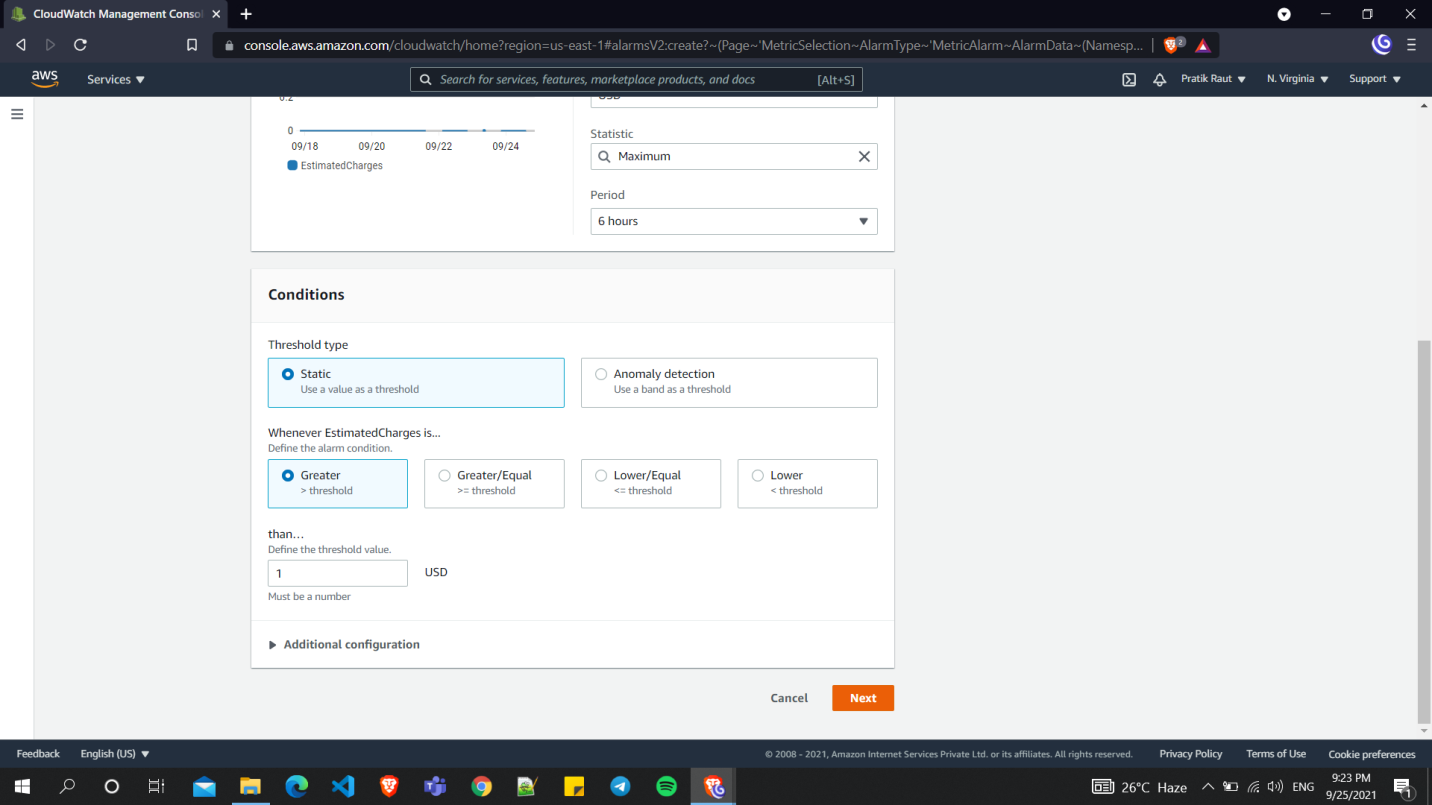 CloudWatch Management Conso
console.aws.amazon.com/cloudwatch/home?region=us-east-1#alarmsV2:create?~(Page~'MetricSelection~AlarmType~'MetricAlarm~AlarmData~(Namesp...
2
aws
Services
Search for services, features, marketplace products, and docs
[Alt+S]
Pratik Raut
N. Virginia
Support
0.2
USD
0
09/18
09/20
09/22
09/24
EstimatedCharges
Statistic
Maximum
Period
6 hours
Conditions
Threshold type
Static
Use a value as a threshold
Anomaly detection
Use a band as a threshold
Whenever EstimatedCharges is...
Define the alarm condition.
Greater
> threshold
Greater/Equal
>= threshold
Lower/Equal
<= threshold
Lower
< threshold
than...
Define the threshold value.
1
USD
Must be a number
Additional configuration
Cancel
Next
Feedback
English (US)
© 2008 - 2021, Amazon Internet Services Private Ltd. or its affiliates. All rights reserved.
Privacy Policy
Terms of Use
Cookie preferences
26°C Haze
ENG
9:23 PM
9/25/2021
1